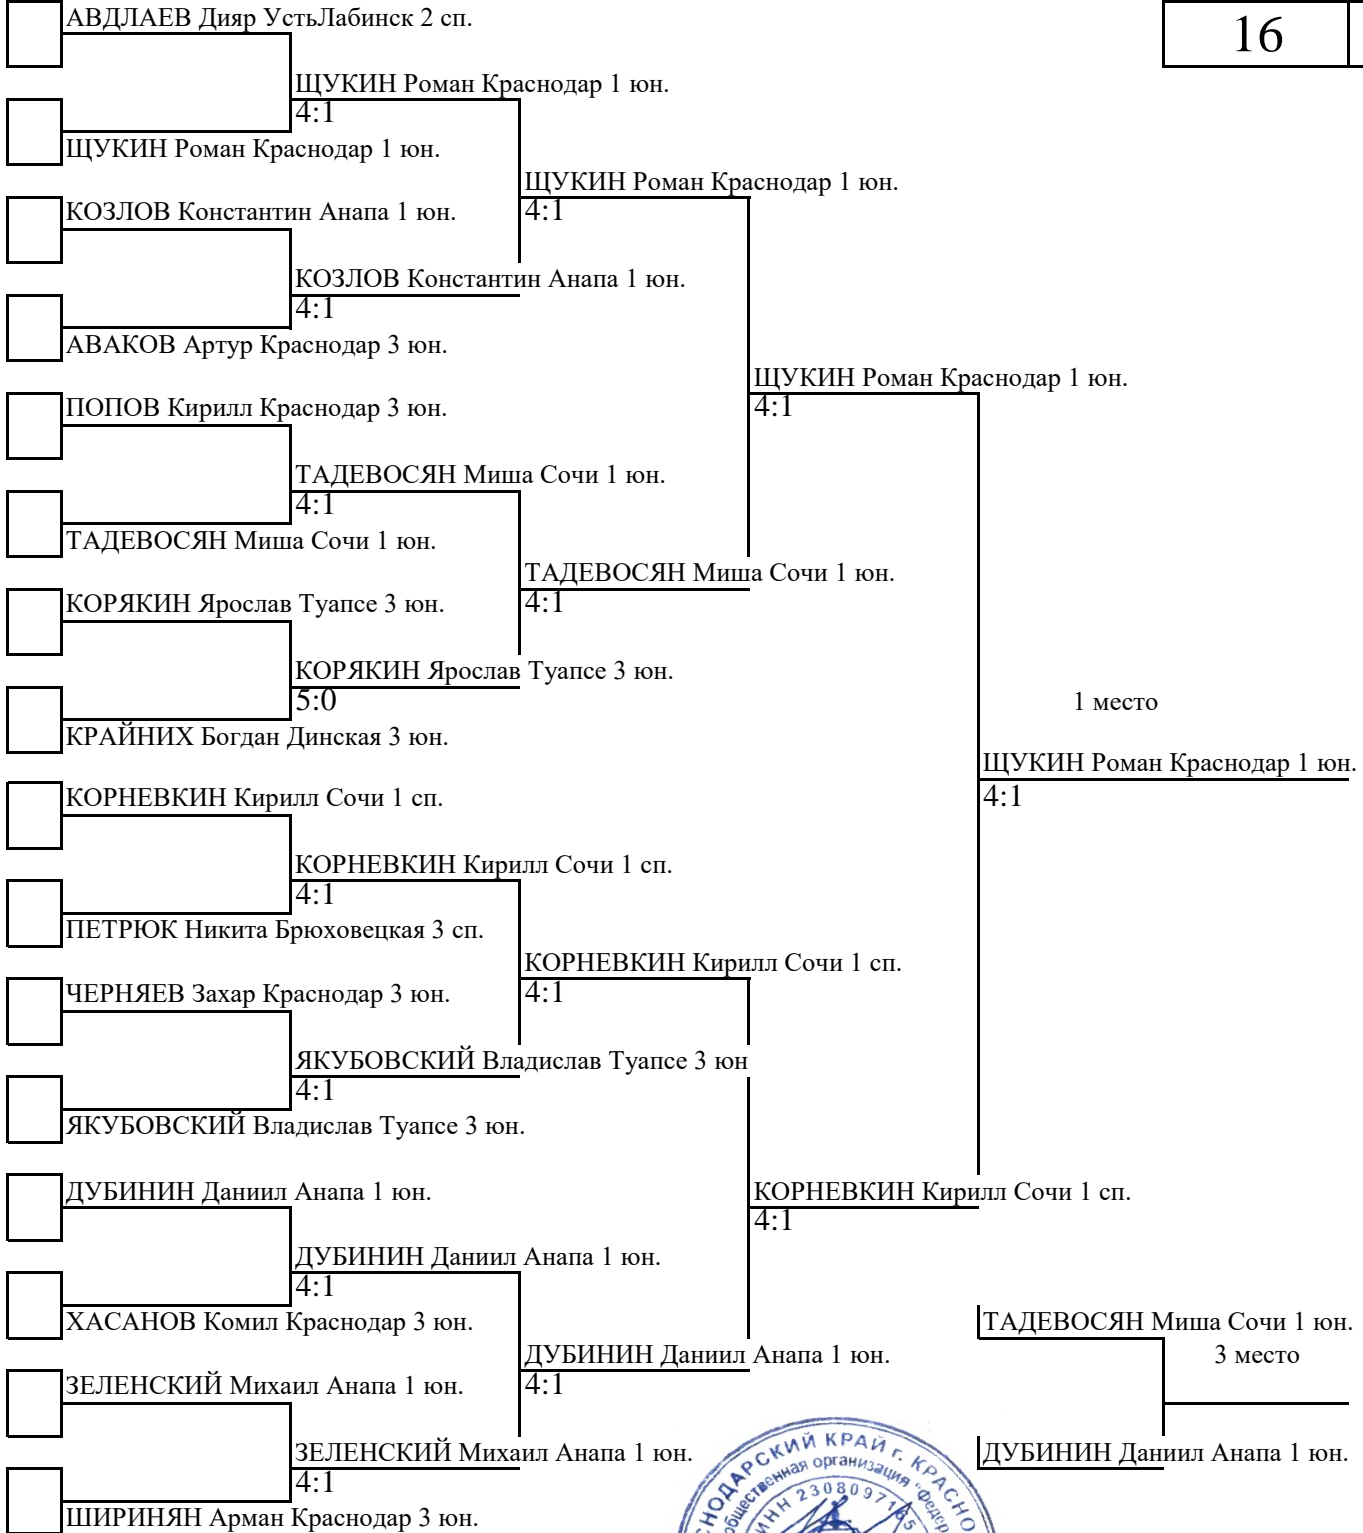 АВДЛАЕВ Дияр УстьЛабинск 2 сп.
16
ЩУКИН Роман Краснодар 1 юн.
4:1
ЩУКИН Роман Краснодар 1 юн.
ЩУКИН Роман Краснодар 1 юн.
4:1
КОЗЛОВ Константин Анапа 1 юн.
КОЗЛОВ Константин Анапа 1 юн.
4:1
АВАКОВ Артур Краснодар 3 юн.
ЩУКИН Роман Краснодар 1 юн.
4:1
ПОПОВ Кирилл Краснодар 3 юн.
ТАДЕВОСЯН Миша Сочи 1 юн.
4:1
ТАДЕВОСЯН Миша Сочи 1 юн.
ТАДЕВОСЯН Миша Сочи 1 юн.
4:1
КОРЯКИН Ярослав Туапсе 3 юн.
КОРЯКИН Ярослав Туапсе 3 юн.
5:0
КРАЙНИХ Богдан Динская 3 юн.
1 место
ЩУКИН Роман Краснодар 1 юн.
4:1
КОРНЕВКИН Кирилл Сочи 1 сп.
КОРНЕВКИН Кирилл Сочи 1 сп.
4:1
ПЕТРЮК Никита Брюховецкая 3 сп.
КОРНЕВКИН Кирилл Сочи 1 сп.
4:1
ЧЕРНЯЕВ Захар Краснодар 3 юн.
ЯКУБОВСКИЙ Владислав Туапсе 3 юн
4:1
ЯКУБОВСКИЙ Владислав Туапсе 3 юн.
КОРНЕВКИН Кирилл Сочи 1 сп.
4:1
ДУБИНИН Даниил Анапа 1 юн.
ДУБИНИН Даниил Анапа 1 юн.
4:1
ХАСАНОВ Комил Краснодар 3 юн.
ТАДЕВОСЯН Миша Сочи 1 юн.
3 место
ДУБИНИН Даниил Анапа 1 юн.
4:1
ЗЕЛЕНСКИЙ Михаил Анапа 1 юн.
ЗЕЛЕНСКИЙ Михаил Анапа 1 юн.
4:1
ДУБИНИН Даниил Анапа 1 юн.
ШИРИНЯН Арман Краснодар 3 юн.
КРАЙ г.
общественная организация
ИНН 2308097165